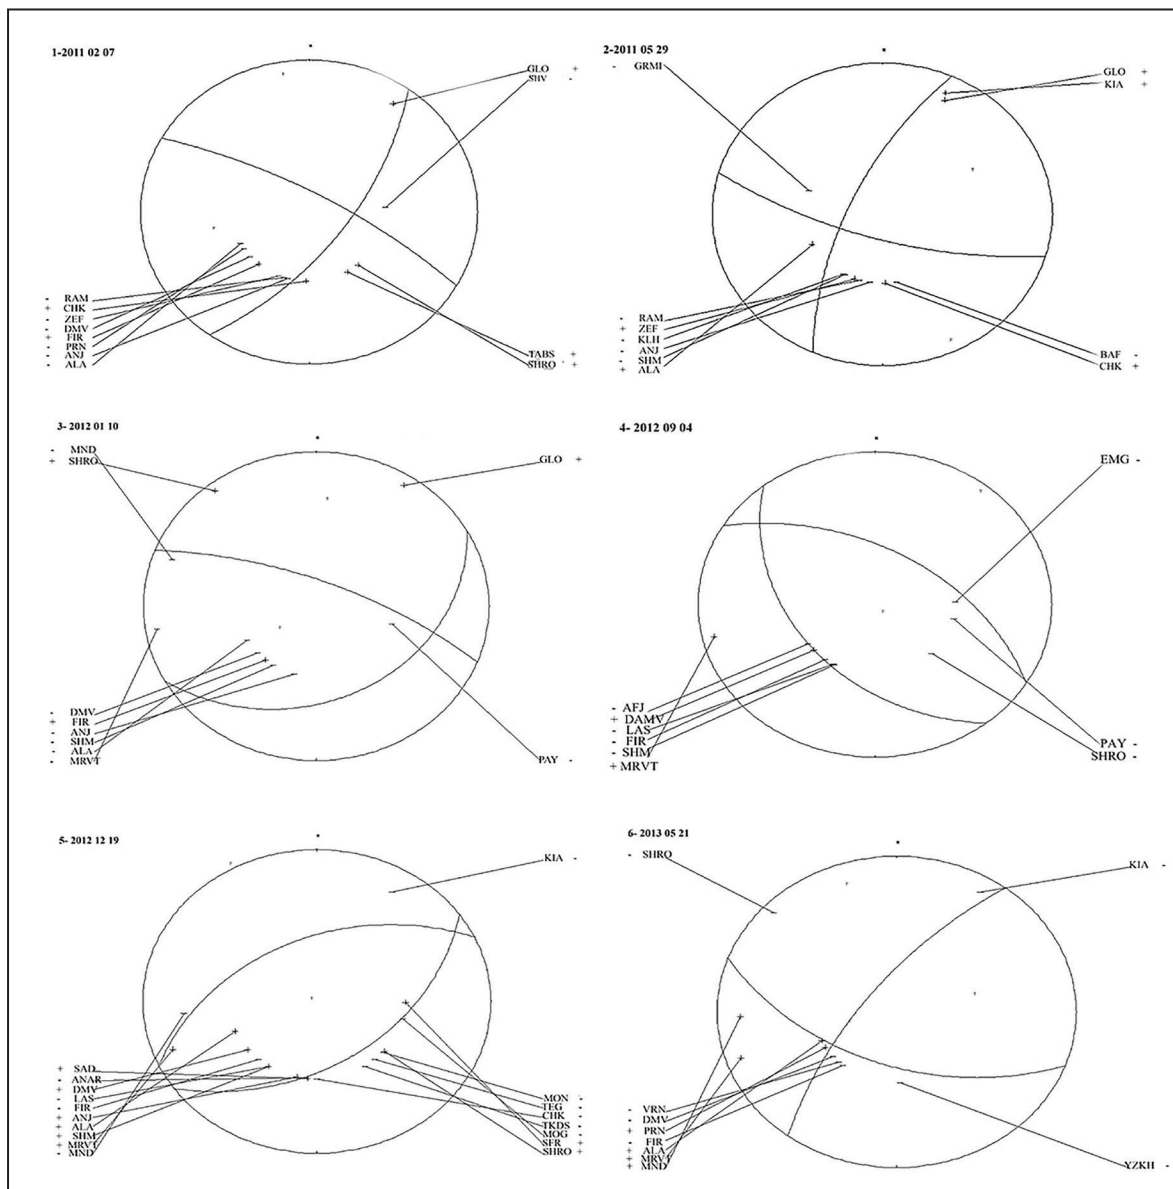 1-2011 02 07
GLO +
SHV -
- RAM
+ CHK
- ZEF
- DMV
+ FIR
- PRN
- ANJ
- ALA
TABS +
SHRO +
2-2011 05 29
- GRMI
GLO +
KIA +
- RAM
+ ZEF
- KLH
- ANJ
- SHM
+ ALA
BAF -
CHK +
3- 2012 01 10
- MND
+ SHRO
GLO +
- DMV
+ FIR
- ANJ
- SHM
- ALA
- MRVT
PAY -
4- 2012 09 04
EMG -
- AFJ
+ DAMV
- LAS
- FIR
- SHM
+ MRVT
PAY -
SHRO -
5- 2012 12 19
KIA -
+ SAD
- ANAR
+ DMV
- LAS
- FIR
+ ANJ
+ ALA
+ SHM
+ MRVT
- MND
MON -
TEG -
CHK -
TKDS -
MOG -
SFR +
SHRO +
6- 2013 05 21
- SHRO
KIA -
- VRN
- DMV
+ PRN
- FIR
+ ALA
+ MRVT
+ MND
YZKH -